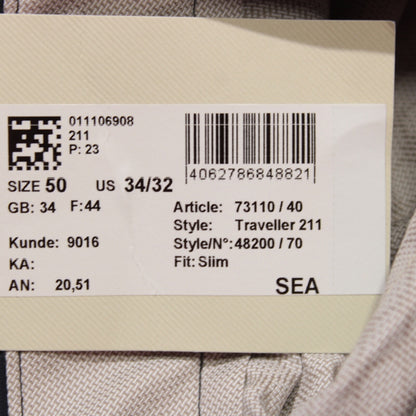 011106908
211
P: 23
4062786848821
SIZE 50 US 34/32
GB: 34 F: 44
Article: 73110 / 40
Style: Traveller 211
Kunde: 9016
Style/N°: 48200 / 70
KA:
Fit: Slim
AN: 20,51
SEA